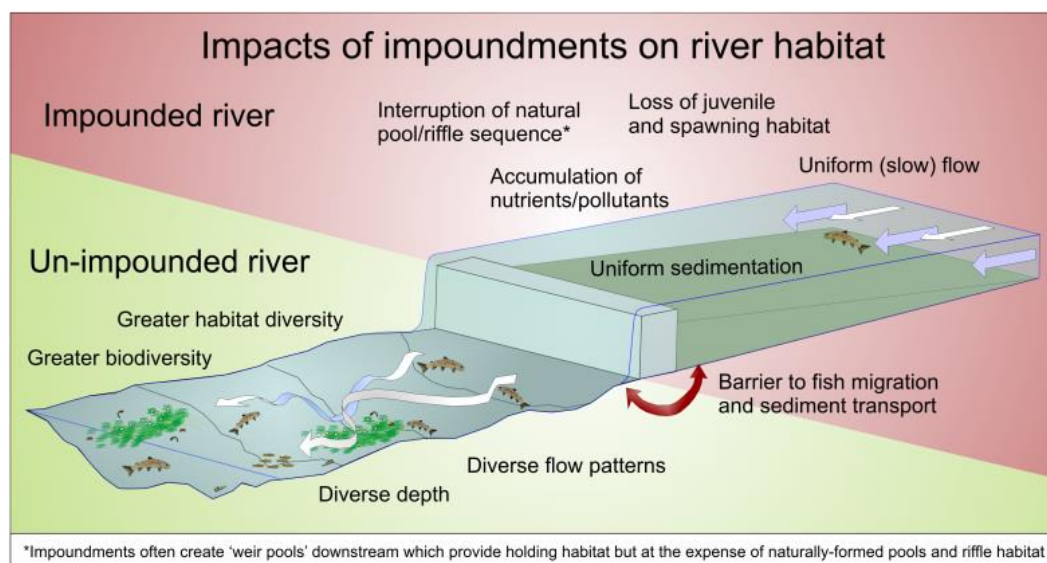 Impacts of impoundments on river habitat
Impounded river
Interruption of natural
pool/riffle sequence*
Loss of juvenile
and spawning habitat
Accumulation of
nutrients/pollutants
Uniform (slow) flow
Un-impounded river
Uniform sedimentation
Greater habitat diversity
Greater biodiversity
Barrier to fish migration
and sediment transport
Diverse flow patterns
Diverse depth
*Impoundments often create 'weir pools' downstream which provide holding habitat but at the expense of naturally-formed pools and riffle habitat